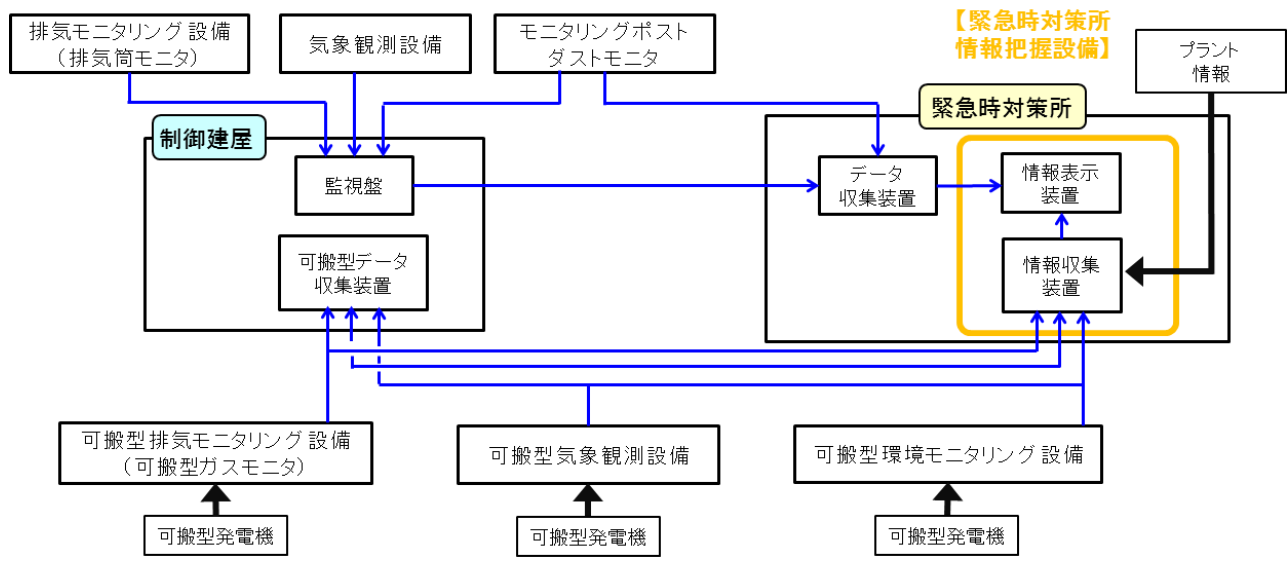 排気モニタリング設備
（排気筒モニタ）
気象観測設備
モニタリングポスト
ダストモニタ
【緊急時対策所
情報把握設備】
プラント
情報
制御建屋
緊急時対策所
監視盤
データ
収集装置
情報表示
装置
可搬型データ
収集装置
情報収集
装置
可搬型排気モニタリング設備
（可搬型ガスモニタ）
可搬型気象観測設備
可搬型環境モニタリング設備
可搬型発電機
可搬型発電機
可搬型発電機